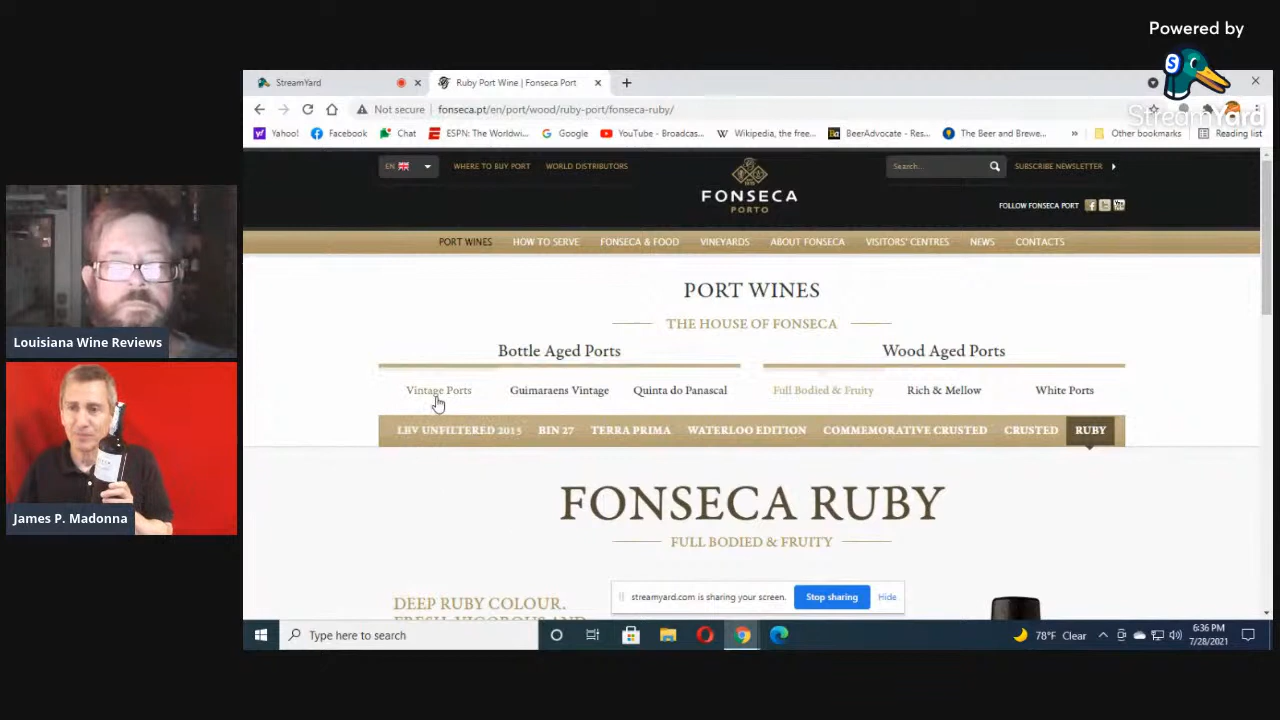 Powered by
StreamYard
StreamYard
Ruby Port Wine | Fonseca Port
Not secure
fonseca.pt/en/port/wood/ruby-port/fonseca-ruby/
Yahoo!
Facebook
Chat
ESPN: The Worldwi...
Google
YouTube - Broadcas...
Wikipedia, the free...
BeerAdvocate - Res...
The Beer and Brewe...
»
Other bookmarks
Reading list
EN
WHERE TO BUY PORT
WORLD DISTRIBUTORS
FONSECA
PORTO
Search...
SUBSCRIBE NEWSLETTER
FOLLOW FONSECA PORT
PORT WINES
HOW TO SERVE
FONSECA & FOOD
VINEYARDS
ABOUT FONSECA
VISITORS' CENTRES
NEWS
CONTACTS
PORT WINES
THE HOUSE OF FONSECA
Bottle Aged Ports
Wood Aged Ports
Vintage Ports
Guimaraens Vintage
Quinta do Panascal
Full Bodied & Fruity
Rich & Mellow
White Ports
LBV UNFILTERED 2015
BIN 27
TERRA PRIMA
WATERLOO EDITION
COMMEMORATIVE CRUSTED
CRUSTED
RUBY
FONSECA RUBY
FULL BODIED & FRUITY
DEEP RUBY COLOUR.
FRESH, VIGOROUS AND
streamyard.com is sharing your screen.
Stop sharing
Hide
Type here to search
78°F Clear
6:36 PM
7/28/2021
Louisiana Wine Reviews
James P. Madonna